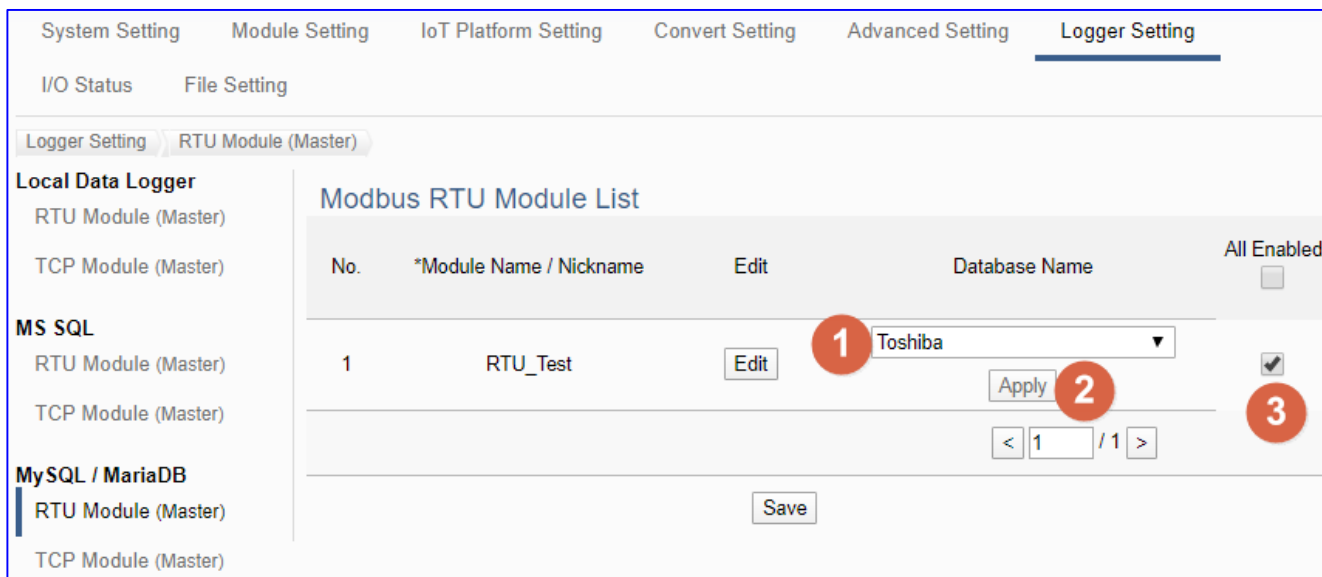 System Setting Module Setting IoT Platform Setting Convert Setting Advanced Setting Logger Setting
I/O Status File Setting
Logger Setting RTU Module (Master)
Local Data Logger
RTU Module (Master)
TCP Module (Master)
MS SQL
RTU Module (Master)
TCP Module (Master)
MySQL / MariaDB
RTU Module (Master)
TCP Module (Master)
Modbus RTU Module List
No. *Module Name / Nickname Edit Database Name All Enabled
1 RTU_Test Edit 1 Toshiba ▼
Apply 2 3
< 1 / 1 >
Save